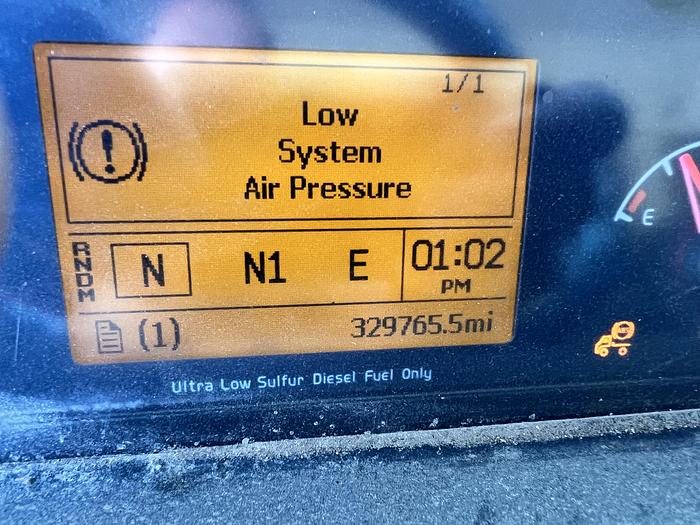 1/1
Low
System
Air Pressure
RNDM N N1 E 01:02
PM
(1) 329765.5mi
Ultra Low Sulfur Diesel Fuel Only
E